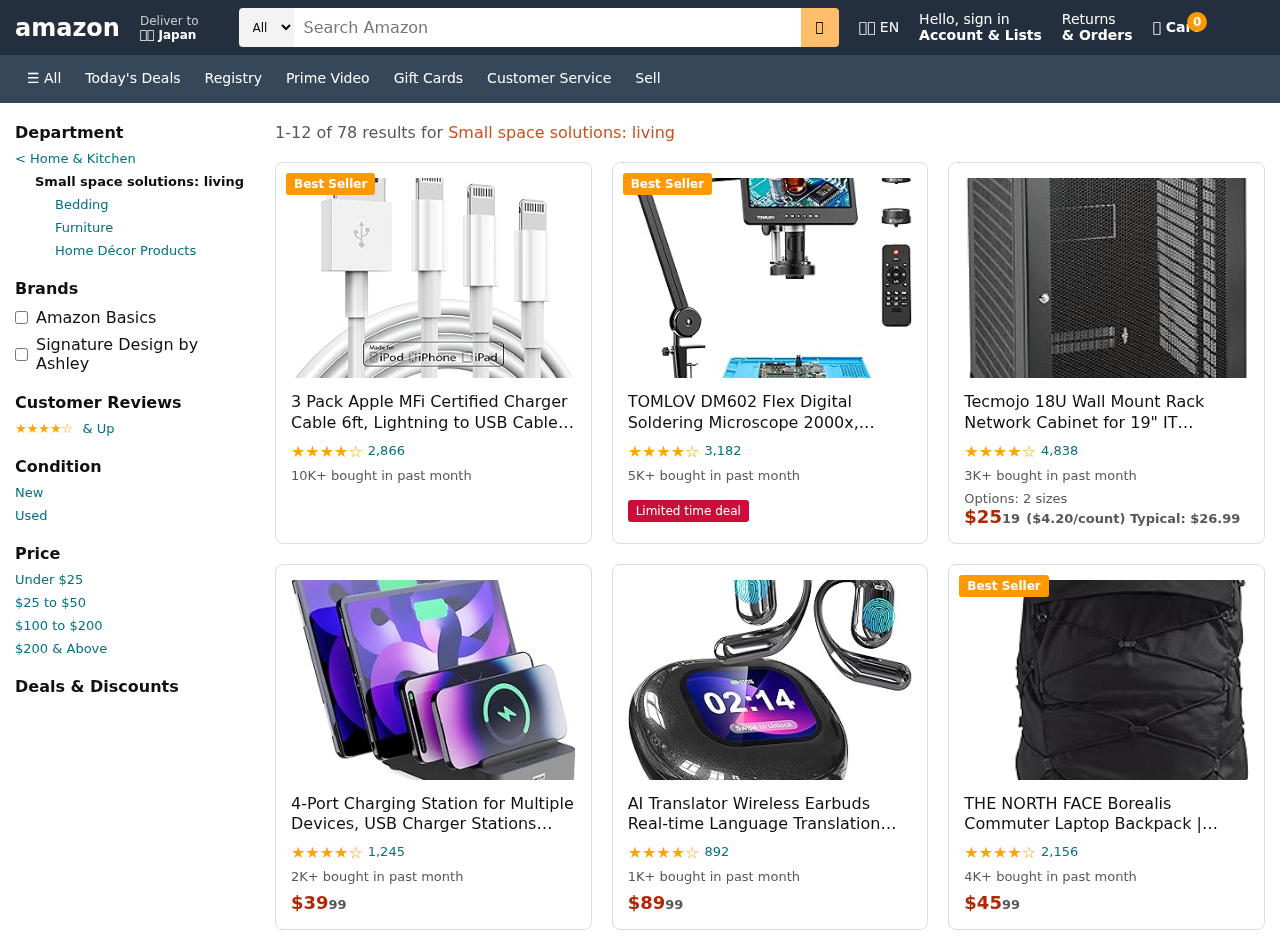 amazon
Deliver to
Japan
All
Search Amazon
EN
Hello, sign in
Account & Lists
Returns
& Orders
0
☰ All
Today's Deals
Registry
Prime Video
Gift Cards
Customer Service
Sell
Department
< Home & Kitchen
Small space solutions: living
Bedding
Furniture
Home Décor Products
Brands
Amazon Basics
Signature Design by
Ashley
Customer Reviews
★★★★☆ & Up
Condition
New
Used
Price
Under $25
$25 to $50
$100 to $200
$200 & Above
Deals & Discounts
1-12 of 78 results for Small space solutions: living
Best Seller
Made for
iPod iPhone iPad
3 Pack Apple MFi Certified Charger
Cable 6ft, Lightning to USB Cable…
★★★★☆ 2,866
10K+ bought in past month
Best Seller
TOMLOV
TOMLOV DM602 Flex Digital
Soldering Microscope 2000x,…
★★★★☆ 3,182
5K+ bought in past month
Limited time deal
Tecmojo 18U Wall Mount Rack
Network Cabinet for 19" IT…
★★★★☆ 4,838
3K+ bought in past month
Options: 2 sizes
$2519 ($4.20/count) Typical: $26.99
4-Port Charging Station for Multiple
Devices, USB Charger Stations…
★★★★☆ 1,245
2K+ bought in past month
$3999
02:14
Swipe to Unlock
AI Translator Wireless Earbuds
Real-time Language Translation…
★★★★☆ 892
1K+ bought in past month
$8999
Best Seller
THE NORTH FACE Borealis
Commuter Laptop Backpack |…
★★★★☆ 2,156
4K+ bought in past month
$4599